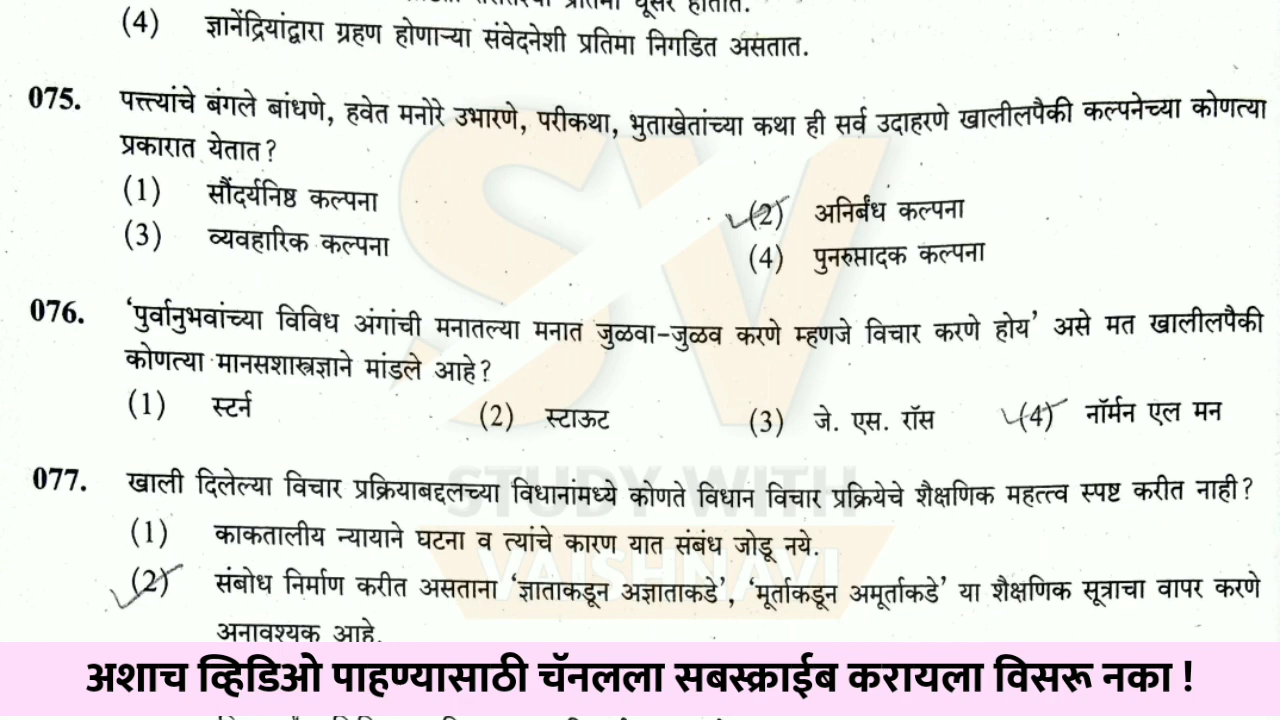 प्रतिमा धूसर होतात.
(4) ज्ञानेंद्रियांद्वारा ग्रहण होणाऱ्या संवेदनेशी प्रतिमा निगडित असतात.
075. पत्त्यांचे बंगले बांधणे, हवेत मनोरे उभारणे, परीकथा, भुताखेतांच्या कथा ही सर्व उदाहरणे खालीलपैकी कल्पनेच्या कोणत्या
प्रकारात येतात?
(1) सौंदर्यनिष्ठ कल्पना (2) अनिर्बंध कल्पना
(3) व्यवहारिक कल्पना (4) पुनरुत्पादक कल्पना
076. 'पुर्वानुभवांच्या विविध अंगांची मनातल्या मनात जुळवा-जुळव करणे म्हणजे विचार करणे होय' असे मत खालीलपैकी
कोणत्या मानसशास्त्रज्ञाने मांडले आहे?
(1) स्टर्न (2) स्टाऊट (3) जे. एस. रॉस (4) नॉर्मन एल मन
077. खाली दिलेल्या विचार प्रक्रियाबद्दलच्या विधानांमध्ये कोणते विधान विचार प्रक्रियेचे शैक्षणिक महत्त्व स्पष्ट करीत नाही?
(1) काकतालीय न्यायाने घटना व त्यांचे कारण यात संबंध जोडू नये.
(2) संबोध निर्माण करीत असताना 'ज्ञाताकडून अज्ञाताकडे', 'मूर्ताकडून अमूर्ताकडे' या शैक्षणिक सूत्राचा वापर करणे
अनावश्यक आहे.
STUDY WITH
VAISHNAVI
अशाच व्हिडिओ पाहण्यासाठी चॅनलला सबस्क्राईब करायला विसरू नका !